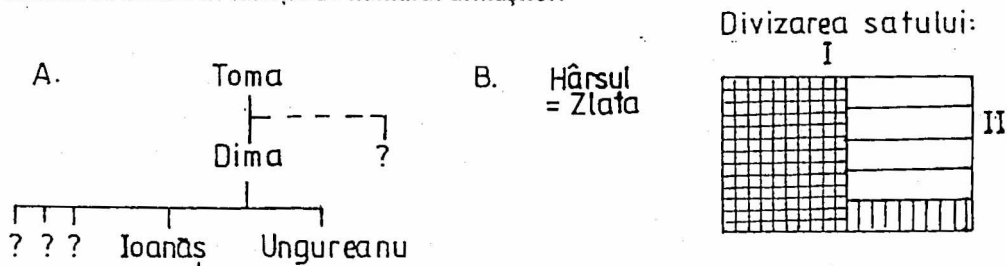 Divizarea satului:
A. Toma B. Hârsul I
= Zlata
II
Dima ?
? ? ? Ioanăș Ungureanu